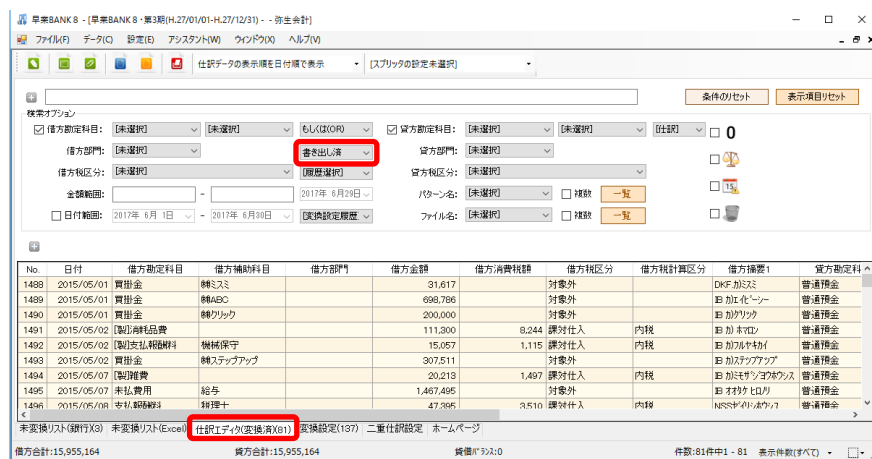 早業BANK 8 - [早業BANK 8・第3期(H.27/01/01-H.27/12/31) - - 弥生会計]
ファイル(F) データ(C) 設定(E) アシスタント(W) ウインドウ(X) ヘルプ(V)
仕訳データの表示順を日付順で表示 [スプリッタの設定未選択]
条件のリセット 表示項目リセット
検索オプション
借方勘定科目: [未選択] [未選択] もしくは(OR) 貸方勘定科目: [未選択] [未選択] [仕訳] 0
借方部門: [未選択] 書き出し済 貸方部門: [未選択]
借方税区分: [未選択] [履歴選択] 貸方税区分: [未選択]
金額範囲: - 2017年 6月29日 パターン名: [未選択] 複数 一覧 15
日付範囲: 2017年 6月 1日 - 2017年 6月30日 [変換設定履歴 ファイル名: [未選択] 複数 一覧
No. 日付 借方勘定科目 借方補助科目 借方部門 借方金額 借方消費税額 借方税区分 借方税計算区分 借方摘要1 貸方勘定科
1488 2015/05/01 買掛金 ㈱ミスミ 31,617 対象外 DKF カ)ミスミ 普通預金
1489 2015/05/01 買掛金 ㈱ABC 698,786 対象外 IB カ)エイビーシー 普通預金
1490 2015/05/01 買掛金 ㈱クリック 200,000 対象外 IB カ)クリック 普通預金
1491 2015/05/02 [製]消耗品費 111,300 8,244 課対仕入 内税 IB カ) 普通預金
1492 2015/05/02 [製]支払報酬料 機械保守 15,057 1,115 課対仕入 内税 IB カ)フルヤキカイ 普通預金
1493 2015/05/02 買掛金 ㈱ステップアップ 307,511 対象外 IB カ)ステップアップ 普通預金
1494 2015/05/07 [製]雑費 20,213 1,497 課対仕入 内税 IB 普通預金
1495 2015/05/07 未払費用 給与 1,467,495 対象外 IB 普通預金
1496 2015/05/08 支払報酬料 税理士 47,395 3,510 課対仕入 内税 普通預金
未変換リスト(銀行)(3) 未変換リスト(Excel) 仕訳エディタ(変換済)(81) 変換設定(137) 二重仕訳設定 ホームページ
借方合計:15,955,164 貸方合計:15,955,164 貸借バランス:0 件数:81件中1 - 81 表示件数(すべて)